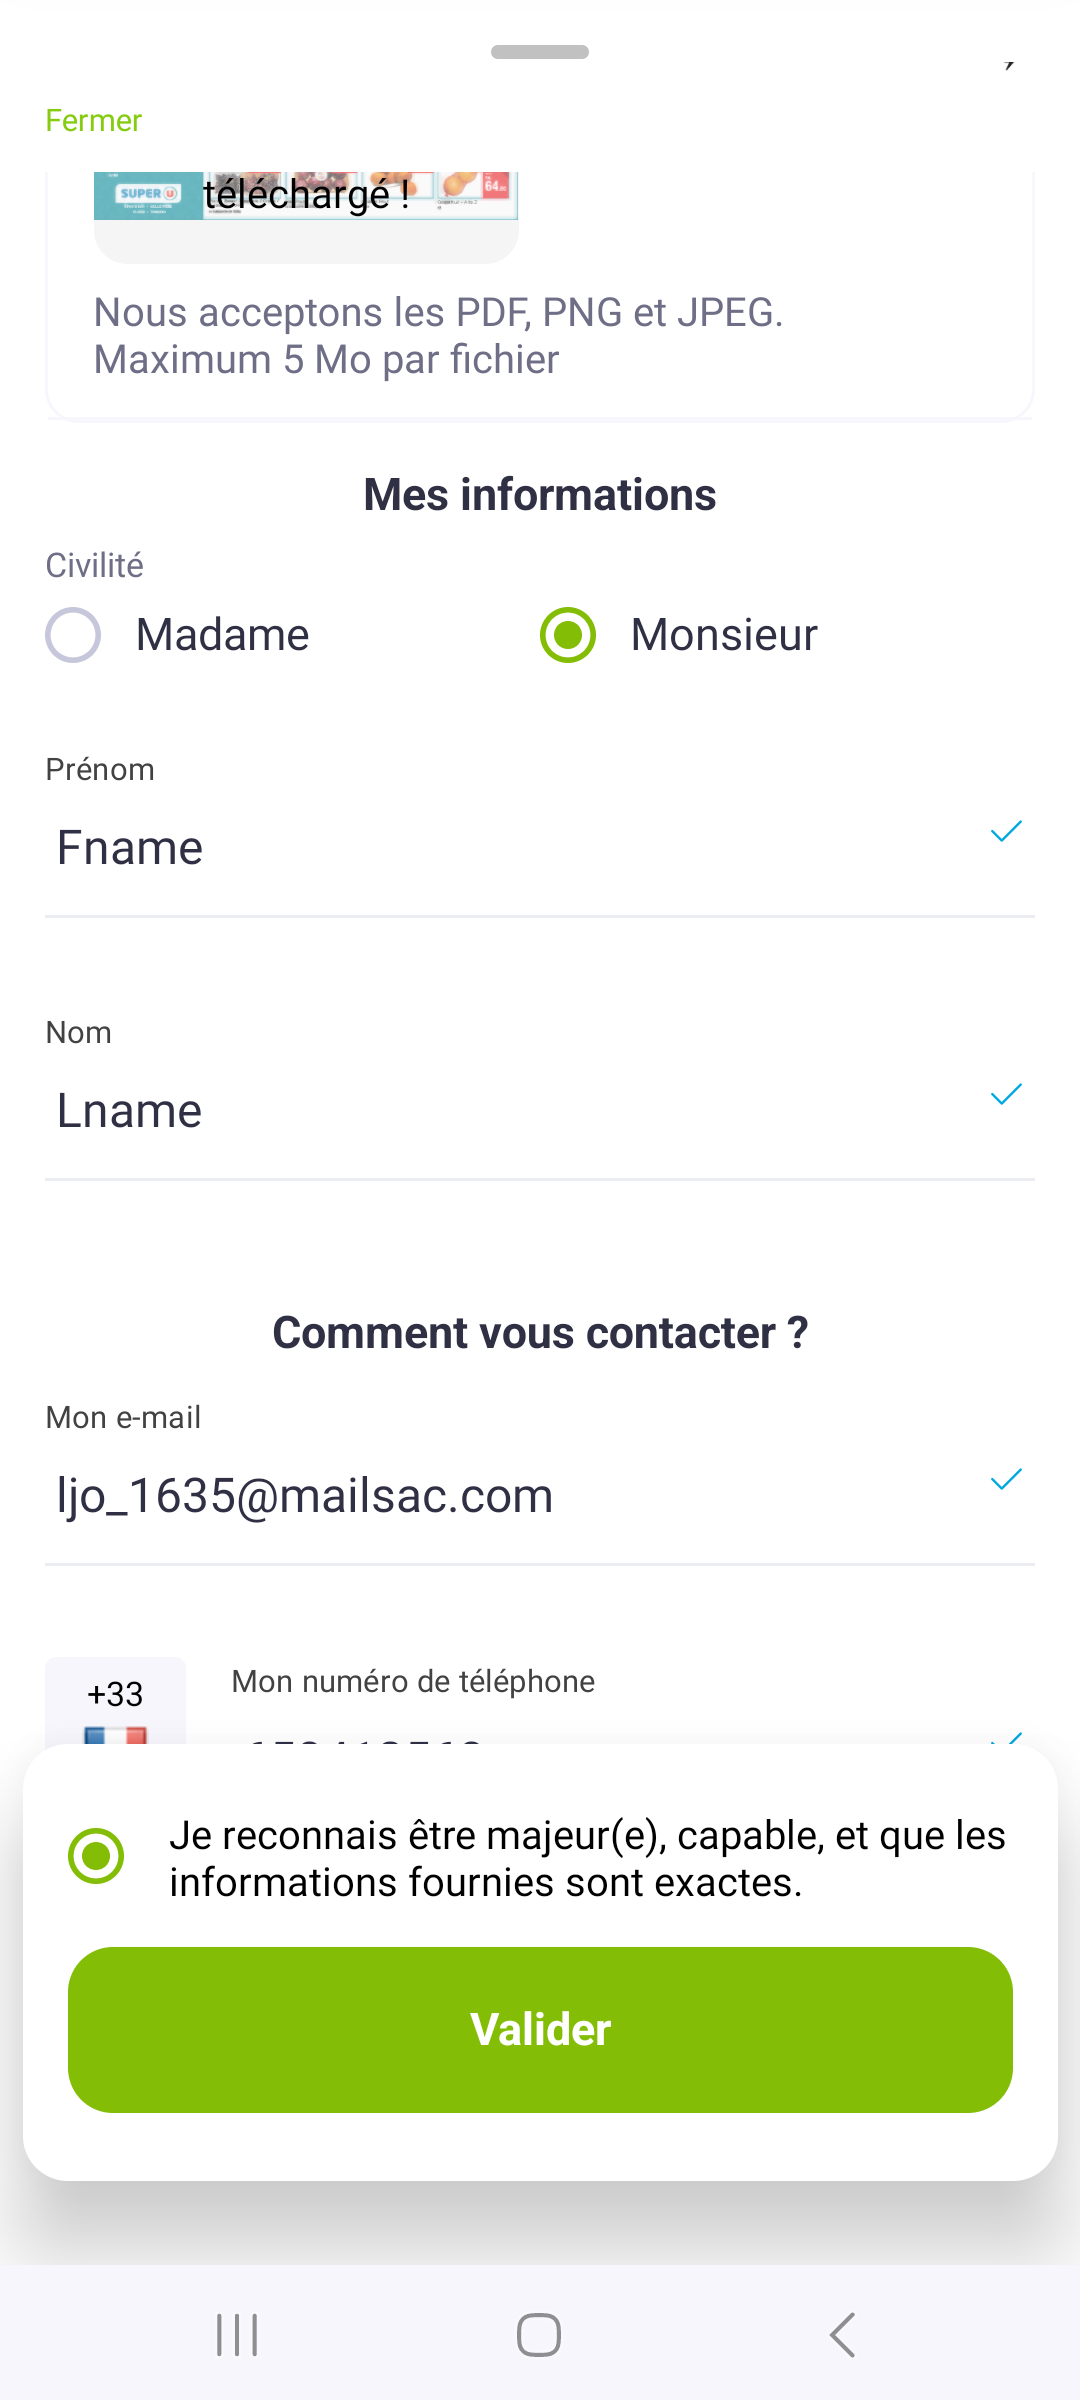 Fermer
SUPER U
téléchargé !
64
Nous acceptons les PDF, PNG et JPEG.
Maximum 5 Mo par fichier
Mes informations
Civilité
Madame
Monsieur
Prénom
Fname
Nom
Lname
Comment vous contacter ?
Mon e-mail
ljo_1635@mailsac.com
+33
Mon numéro de téléphone
Je reconnais être majeur(e), capable, et que les
informations fournies sont exactes.
Valider